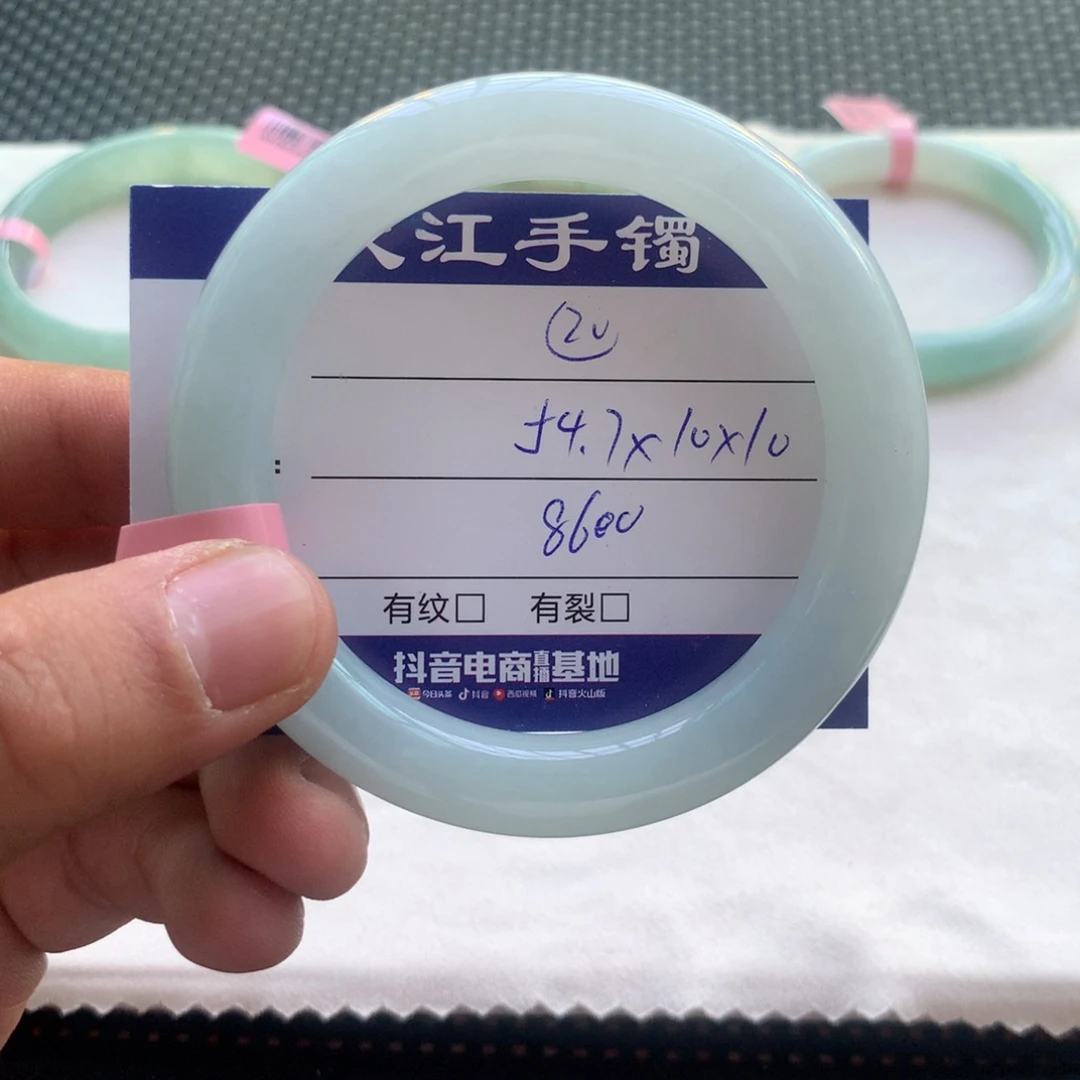 江手镯
20
54.7x10x10
:
8600
有纹□ 有裂□
抖音电商直播基地
今日头条 抖音 西瓜视频 抖音火山版